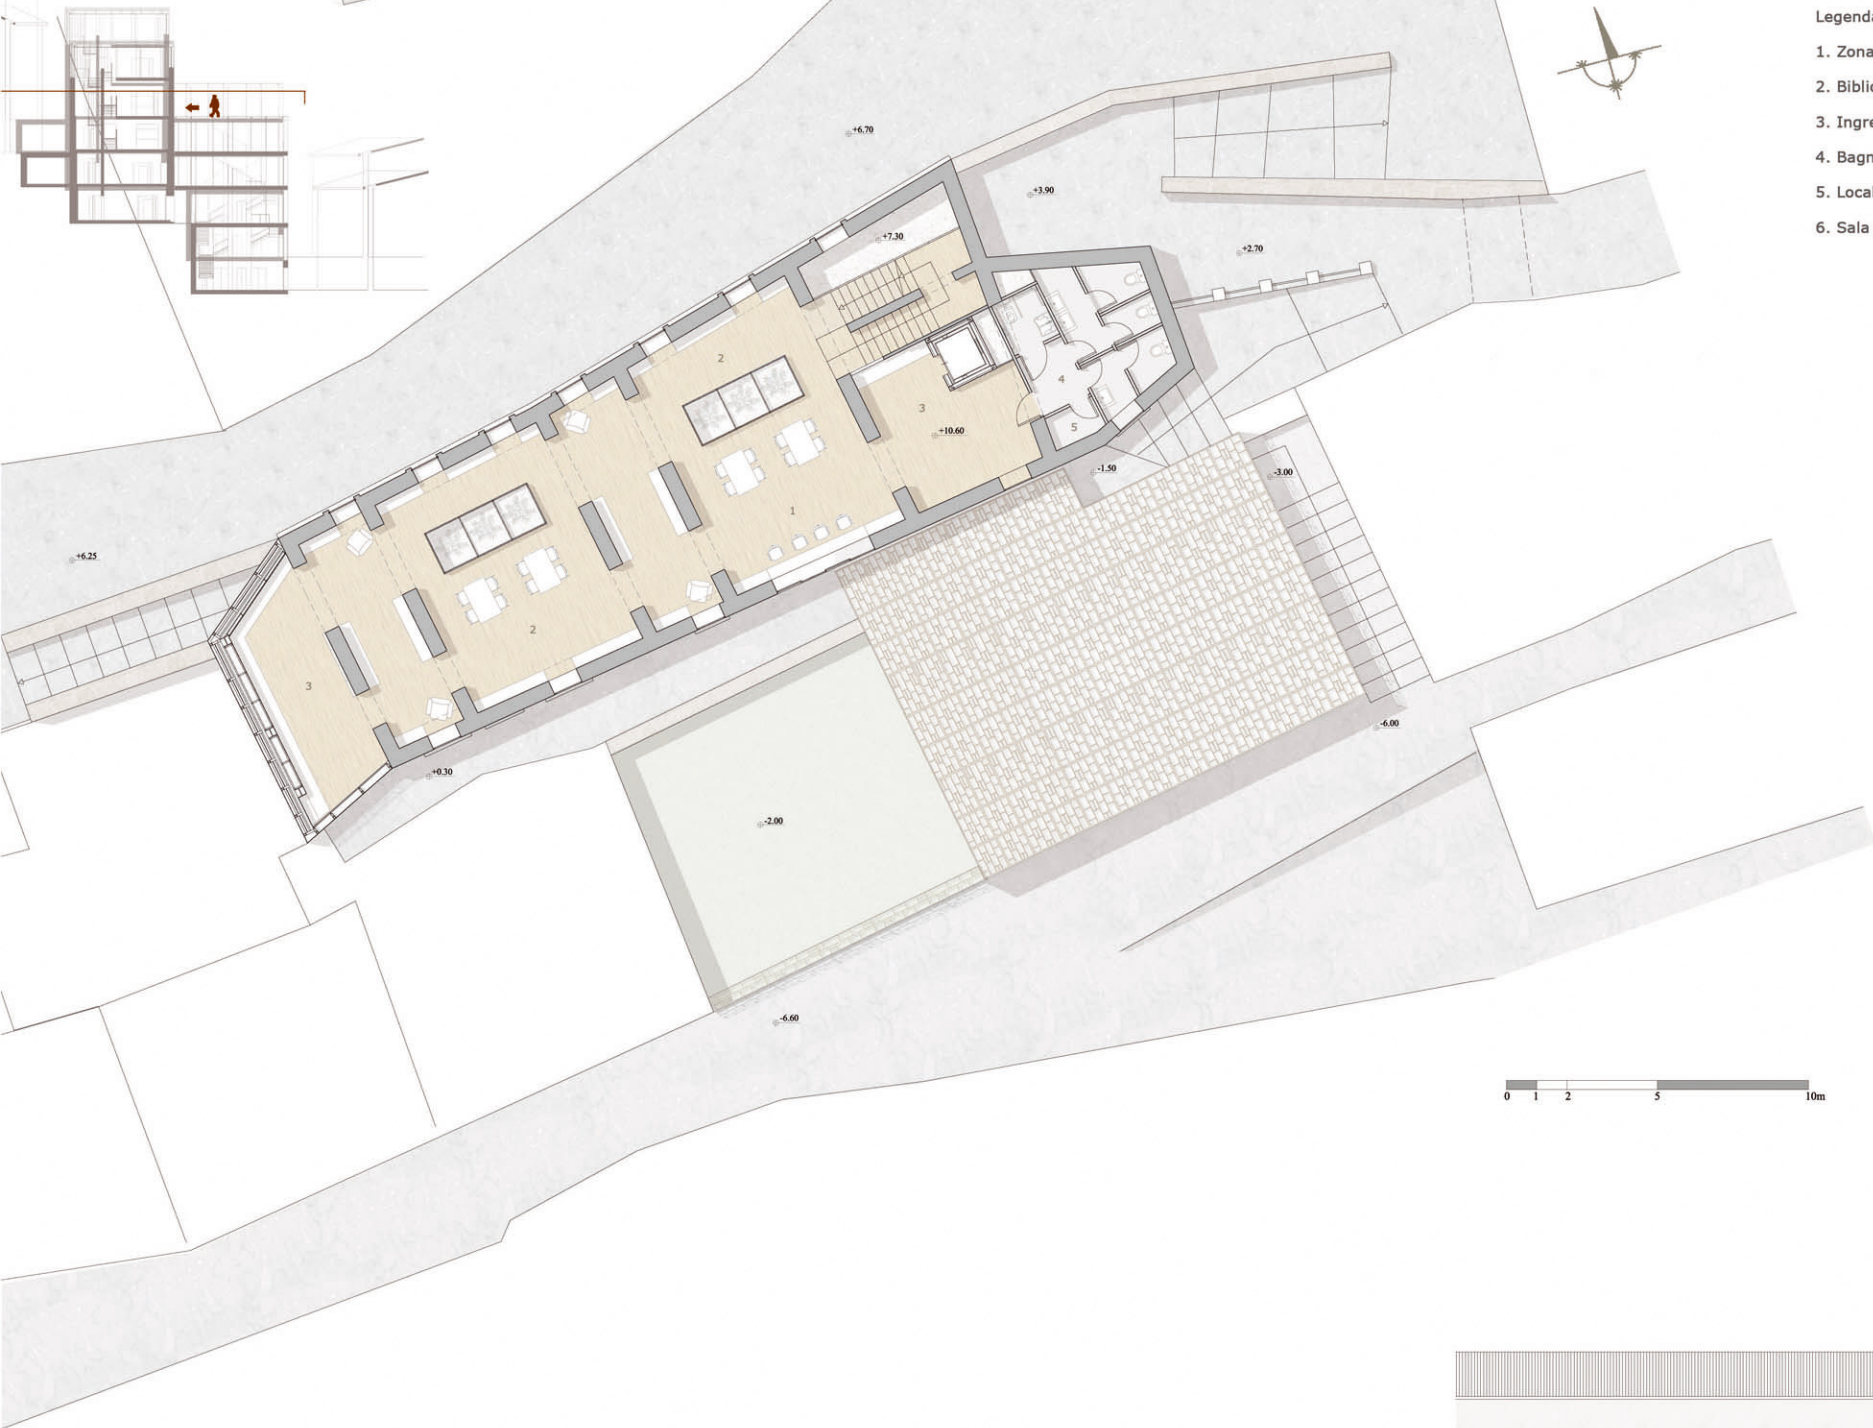 Legenda
1. Zona
2. Biblio
3. Ingre
4. Bagn
5. Local
6. Sala
+6.70
+3.90
+7.30
+2.70
2
4
3
+10.60
5
-1.50
-3.00
1
+6.25
2
3
-6.00
+0.30
-2.00
-6.60
0 1 2 5 10m